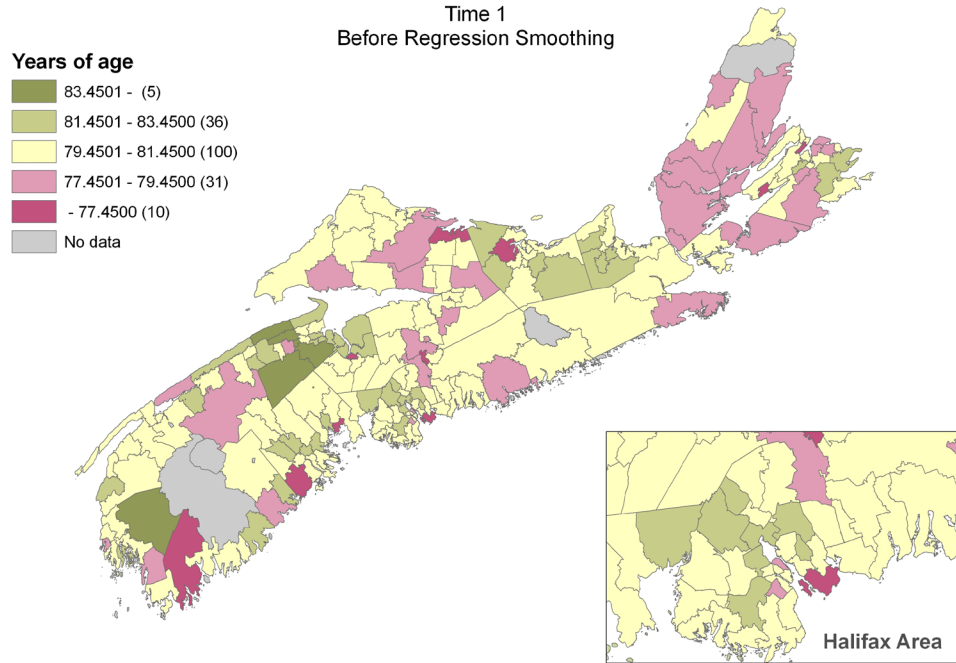 Time 1
Before Regression Smoothing
Years of age
83.4501 - (5)
81.4501 - 83.4500 (36)
79.4501 - 81.4500 (100)
77.4501 - 79.4500 (31)
- 77.4500 (10)
No data
Halifax Area